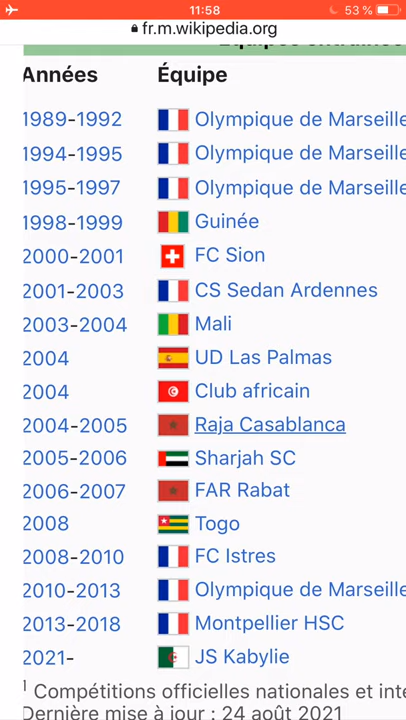 11:58
53 %
fr.m.wikipedia.org
Années Équipe
1989-1992 Olympique de Marseille
1994-1995 Olympique de Marseille
1995-1997 Olympique de Marseille
1998-1999 Guinée
2000-2001 FC Sion
2001-2003 CS Sedan Ardennes
2003-2004 Mali
2004 UD Las Palmas
2004 Club africain
2004-2005 Raja Casablanca
2005-2006 Sharjah SC
2006-2007 FAR Rabat
2008 Togo
2008-2010 FC Istres
2010-2013 Olympique de Marseille
2013-2018 Montpellier HSC
2021- JS Kabylie
1 Compétitions officielles nationales et inte
Dernière mise à jour : 24 août 2021